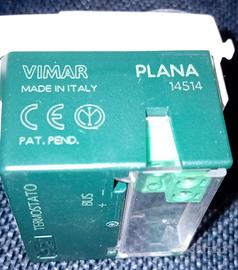 VIMAR PLANA
MADE IN ITALY 14514
CE
PAT. PEND.
TERMOSTATO
BUS
+ -